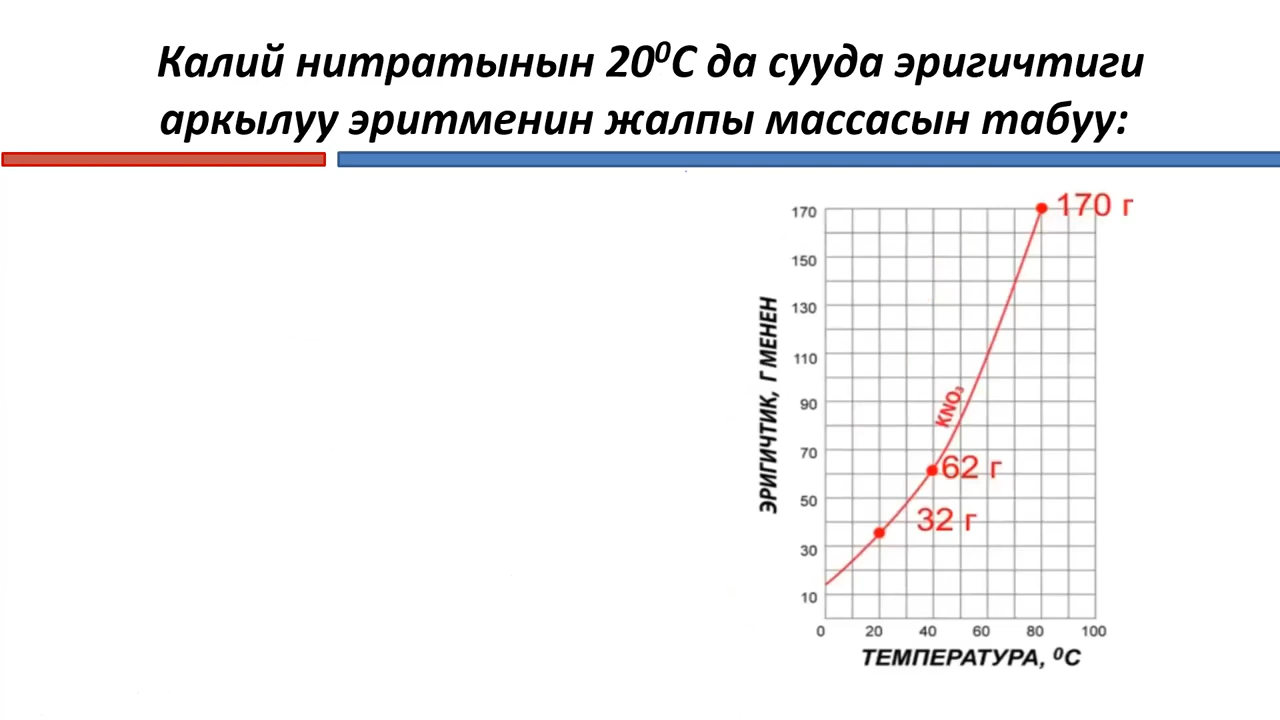 Калий нитратынын 20⁰С да сууда эригичтиги
аркылуу эритменин жалпы массасын табуу:
170 г
170
150
130
110
90
70
50
30
10
ЭРИГИЧТИК, Г МЕНЕН
KNO₃
62 г
32 г
0 20 40 60 80 100
ТЕМПЕРАТУРА, ⁰С